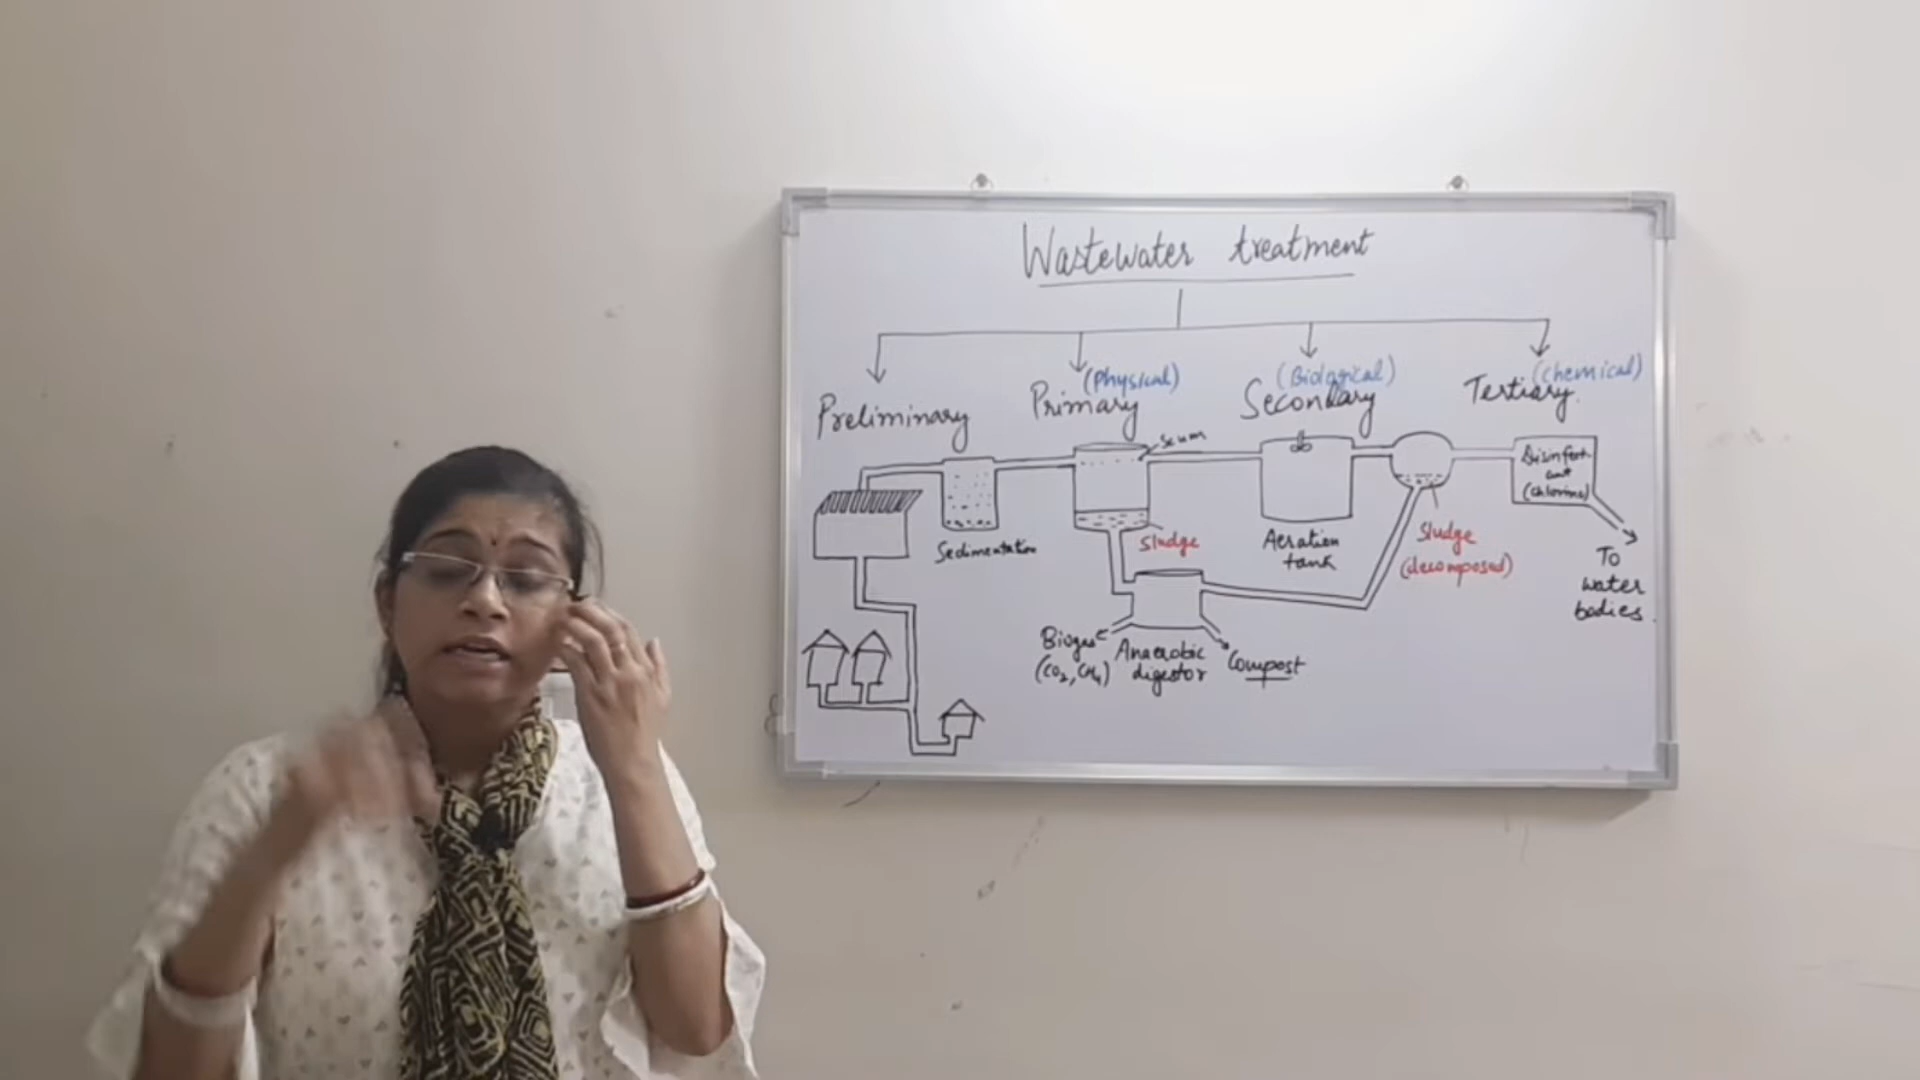 Wastewater treatment
Preliminary
(Physical)
Primary
(Biological)
Secondary
(chemical)
Tertiary.
Scum
Disinfect-
ant
(chlorine)
Sedimentation
Sludge
Aeration
tank
Sludge
(decomposed)
To
water
bodies.
Biogas
(CO₂, CH₄)
Anaerobic
digestor
Compost